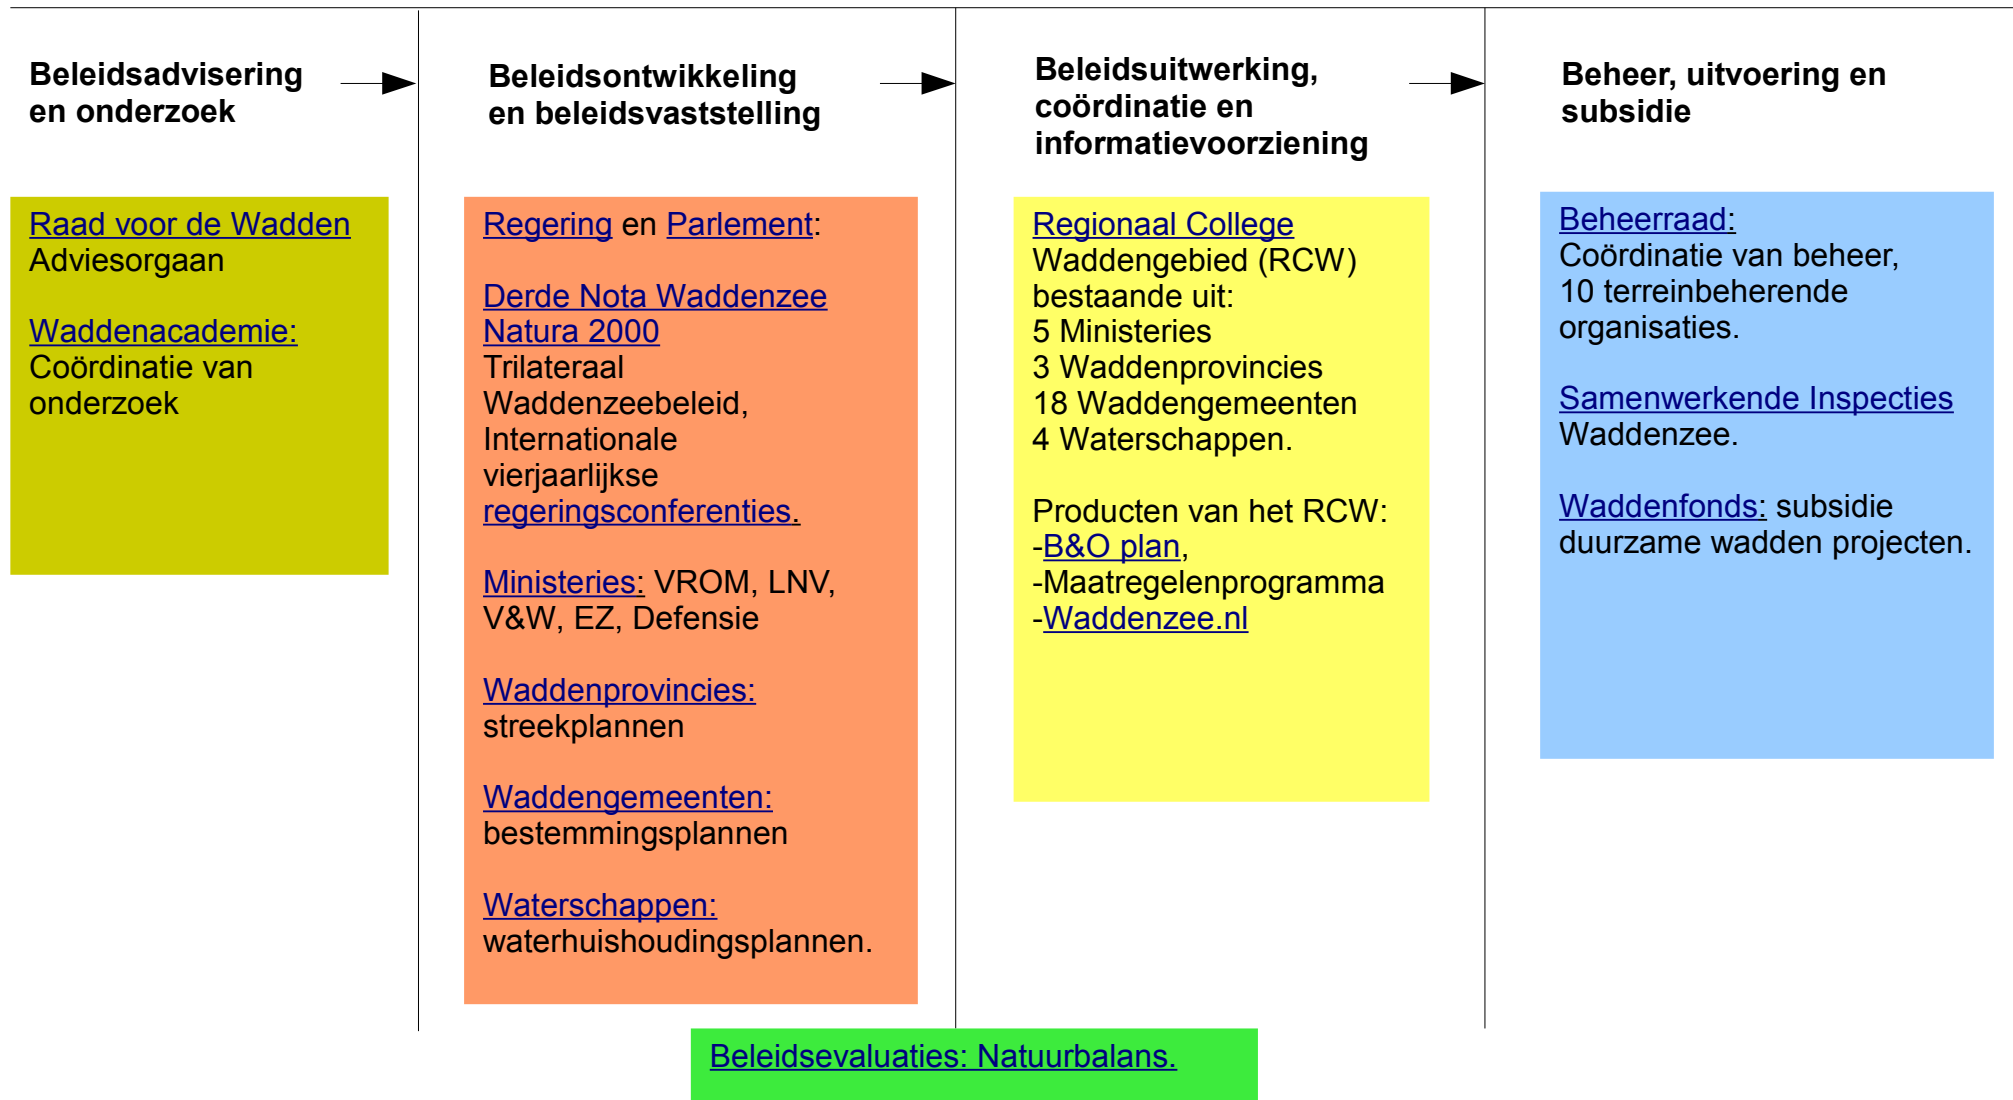 Beleidsadvisering
en onderzoek
Beleidsontwikkeling
en beleidsvaststelling
Beleidsuitwerking,
coördinatie en
informatievoorziening
Beheer, uitvoering en
subsidie
Raad voor de Wadden
Adviesorgaan
Waddenacademie:
Coördinatie van
onderzoek
Regering en Parlement:
Derde Nota Waddenzee
Natura 2000
Trilateraal
Waddenzeebeleid,
Internationale
vierjaarlijkse
regeringsconferenties.
Ministeries: VROM, LNV,
V&W, EZ, Defensie
Waddenprovincies:
streekplannen
Waddengemeenten:
bestemmingsplannen
Waterschappen:
waterhuishoudingsplannen.
Regionaal College
Waddengebied (RCW)
bestaande uit:
5 Ministeries
3 Waddenprovincies
18 Waddengemeenten
4 Waterschappen.
Producten van het RCW:
-B&O plan,
-Maatregelenprogramma
-Waddenzee.nl
Beheerraad:
Coördinatie van beheer,
10 terreinbeherende
organisaties.
Samenwerkende Inspecties
Waddenzee.
Waddenfonds: subsidie
duurzame wadden projecten.
Beleidsevaluaties: Natuurbalans.